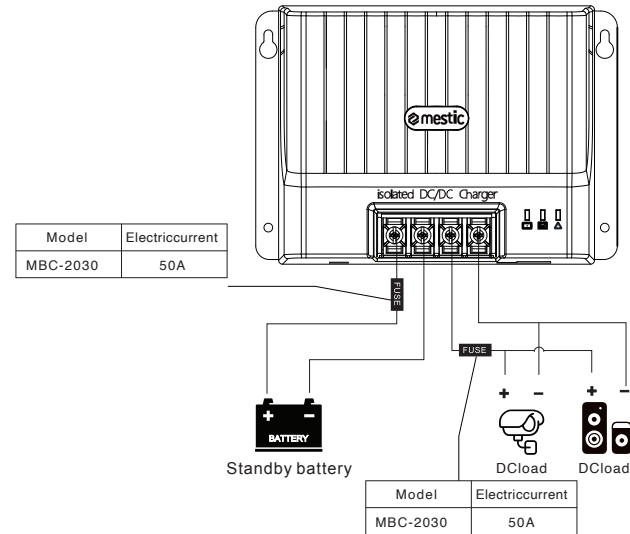 mestic
isolated DC/DC Charger
Model Electriccurrent
MBC-2030 50A
FUSE
FUSE
+ - + -
+ -
BATTERY
Standby battery
DCload DCload
Model Electriccurrent
MBC-2030 50A